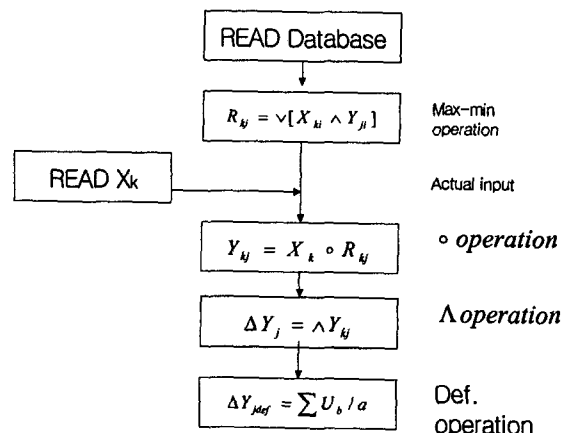 READ Database
R_kj = ∨[ X_ki ∧ Y_ji ]
Max-min
operation
READ Xk
Actual input
Y_kj = X_k ∘ R_kj
∘ operation
ΔY_j = ∧ Y_kj
Λ operation
ΔY_jdef = ∑ U_b / a
Def.
operation